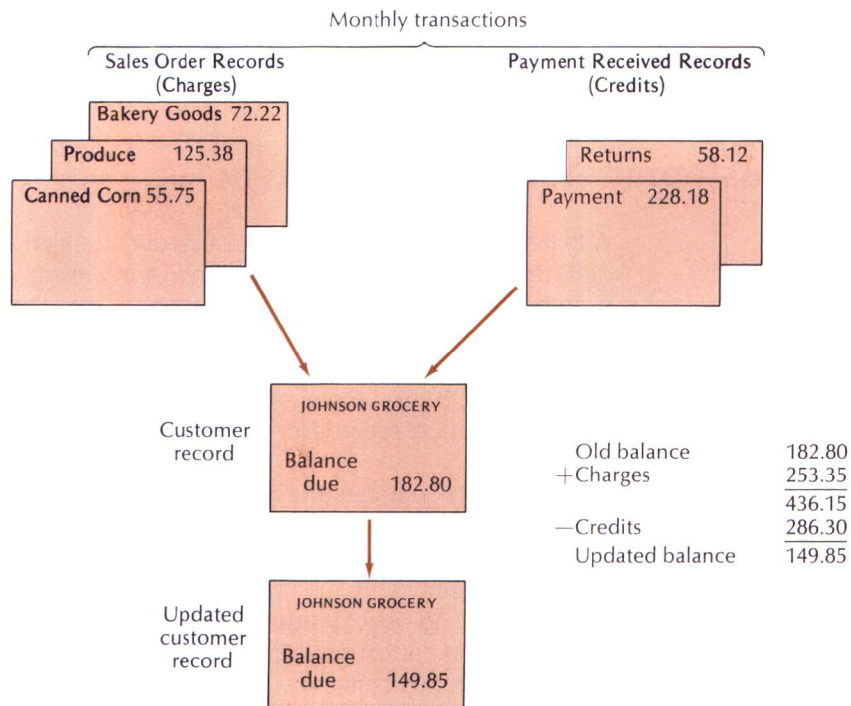 Monthly transactions
Sales Order Records
(Charges)
Bakery Goods 72.22
Produce 125.38
Canned Corn 55.75
Payment Received Records
(Credits)
Returns 58.12
Payment 228.18
Customer
record
JOHNSON GROCERY
Balance
due 182.80
Old balance 182.80
+Charges 253.35
436.15
−Credits 286.30
Updated balance 149.85
Updated
customer
record
JOHNSON GROCERY
Balance
due 149.85